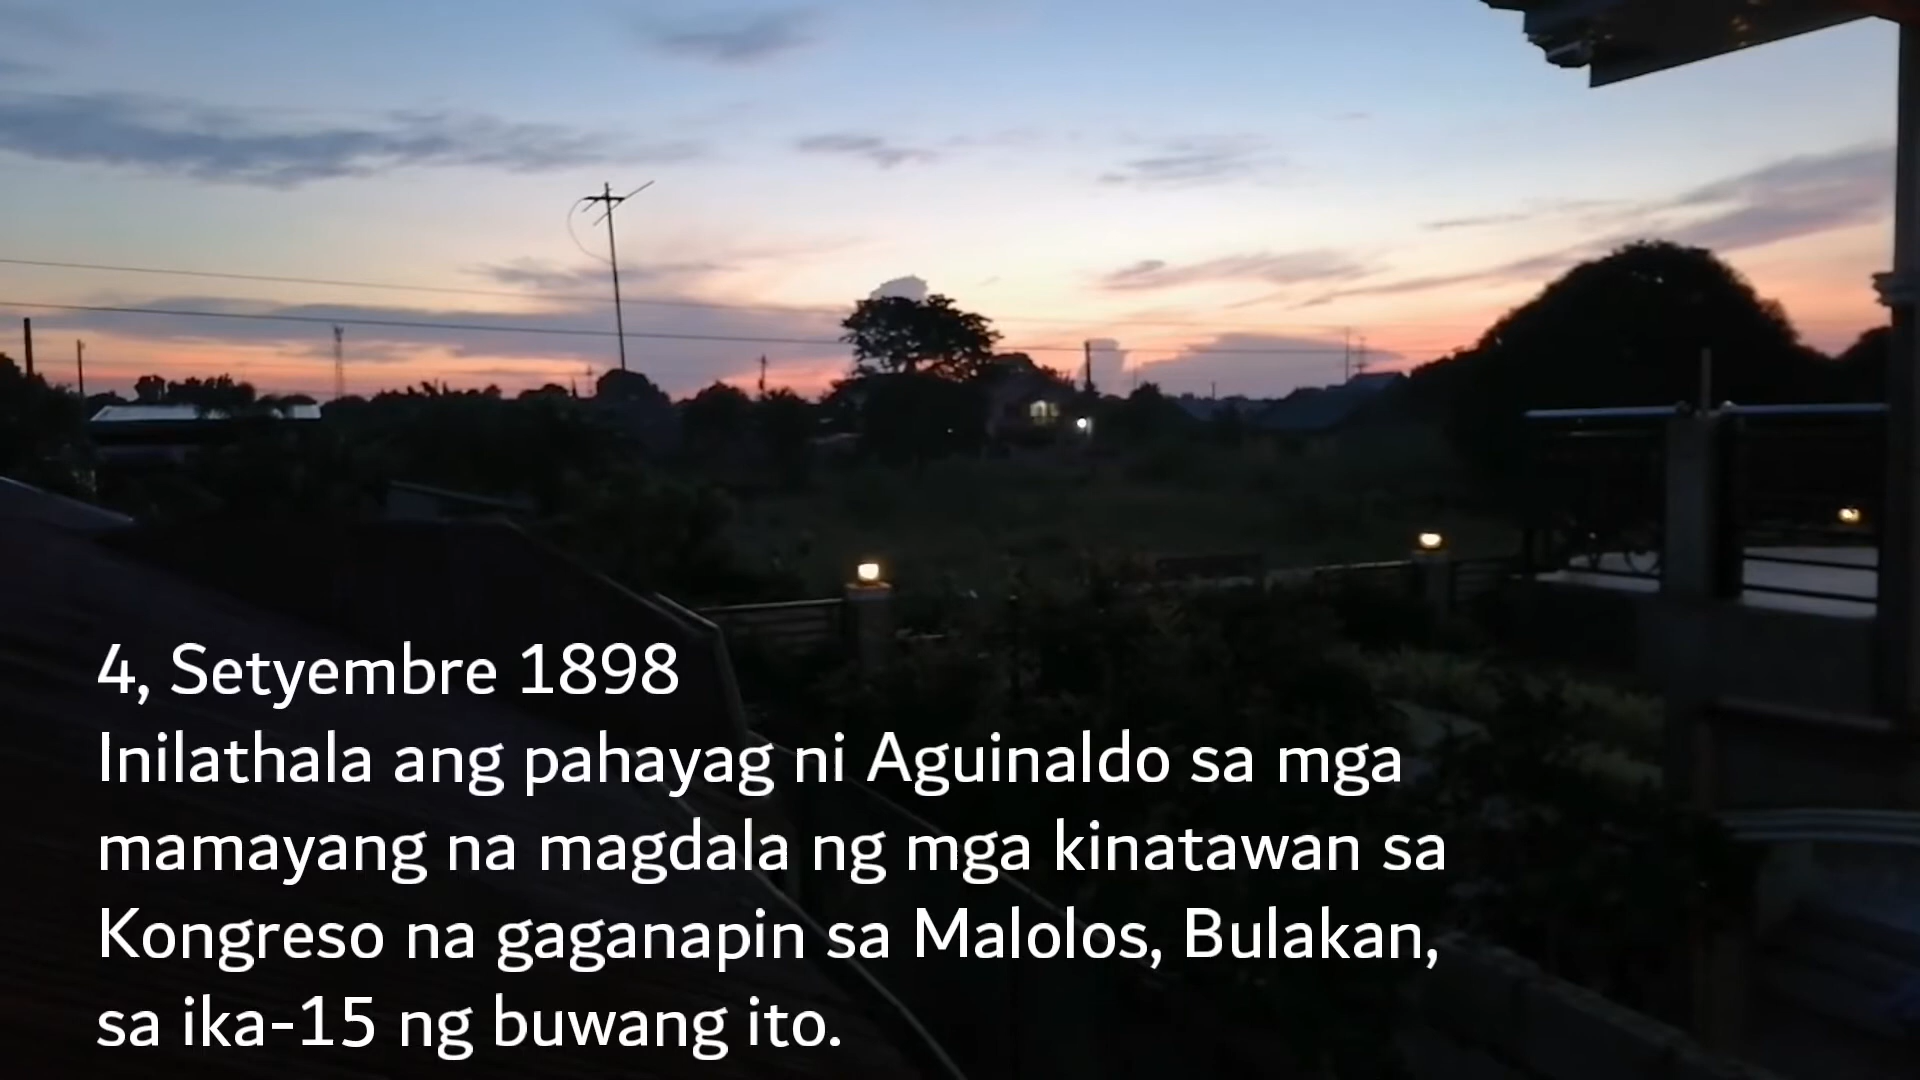 4, Setyembre 1898
Inilathala ang pahayag ni Aguinaldo sa mga
mamayang na magdala ng mga kinatawan sa
Kongreso na gaganapin sa Malolos, Bulakan,
sa ika-15 ng buwang ito.